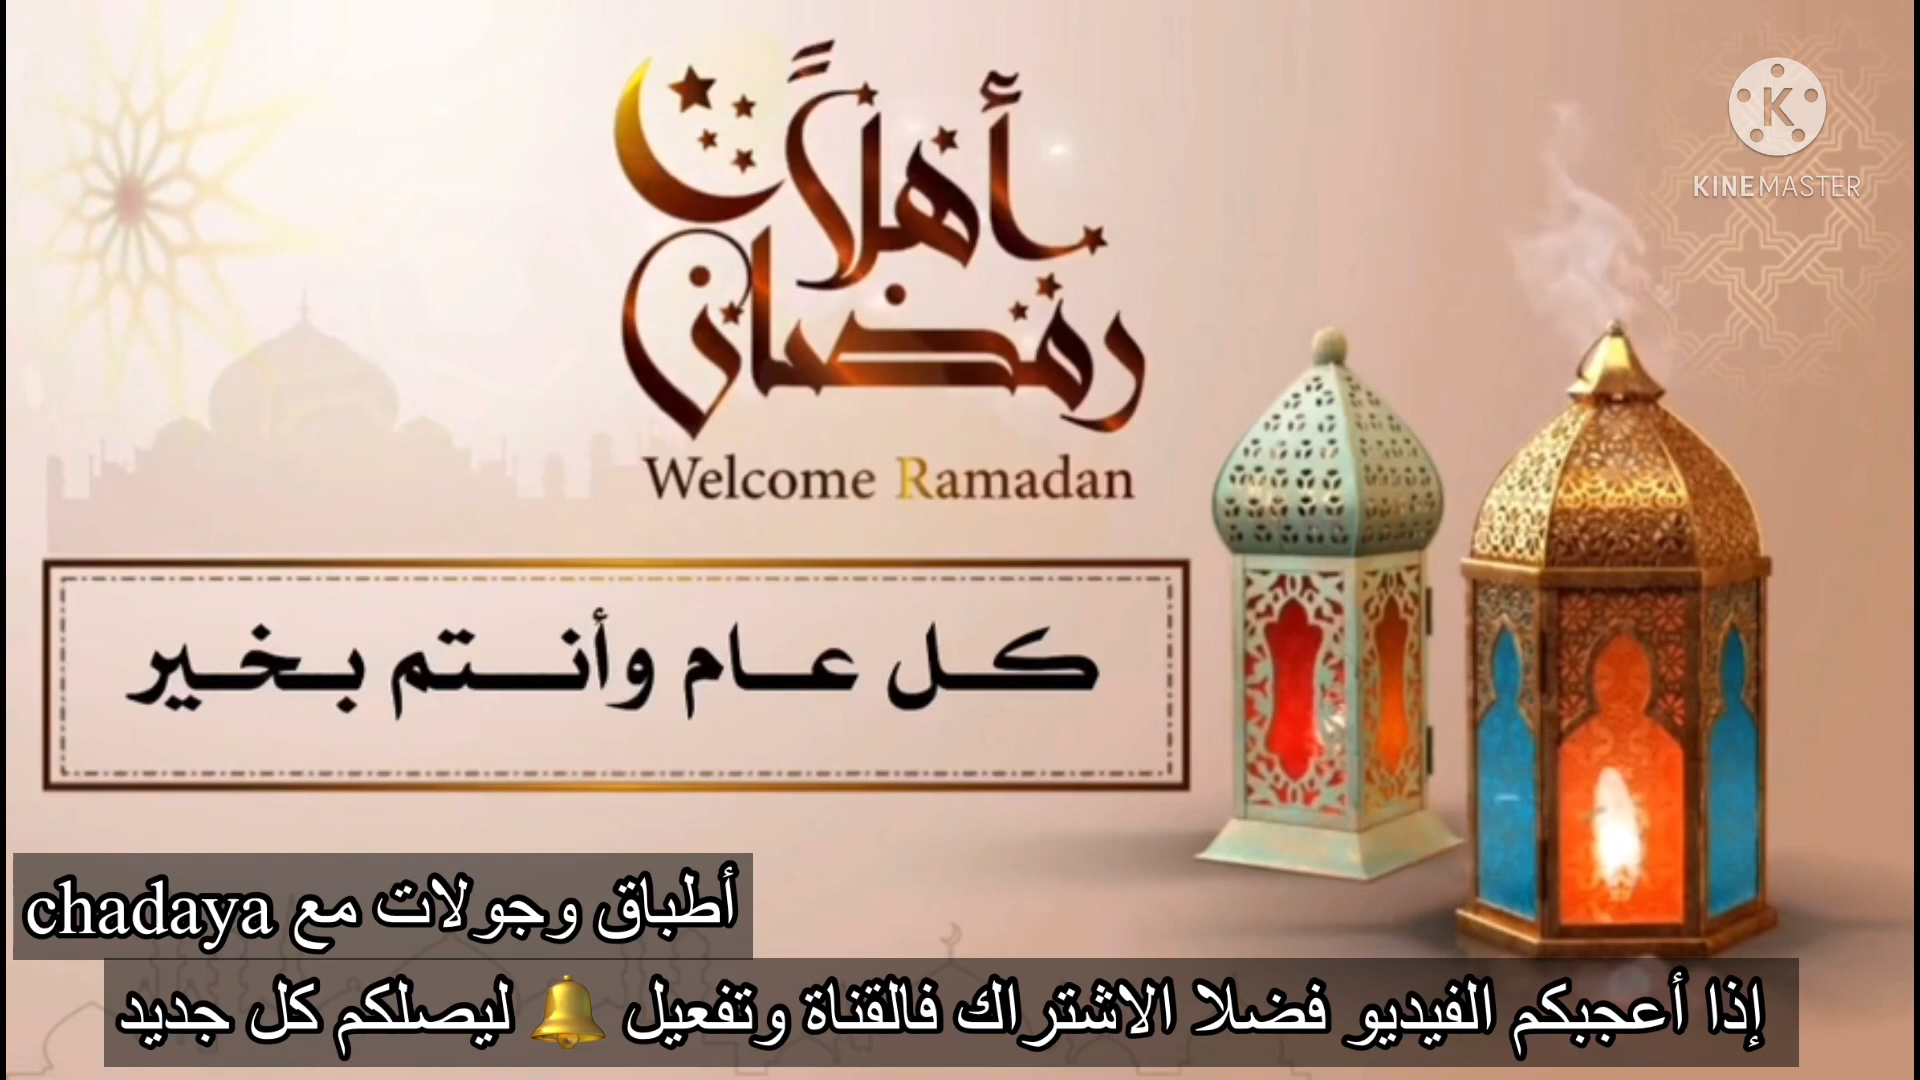 أهلاً
رمضان
Welcome Ramadan
KINEMASTER
كل عام وأنتم بخير
أطباق وجولات مع chadaya
إذا أعجبكم الفيديو فضلا الاشتراك فالقناة وتفعيل 🔔 ليصلكم كل جديد